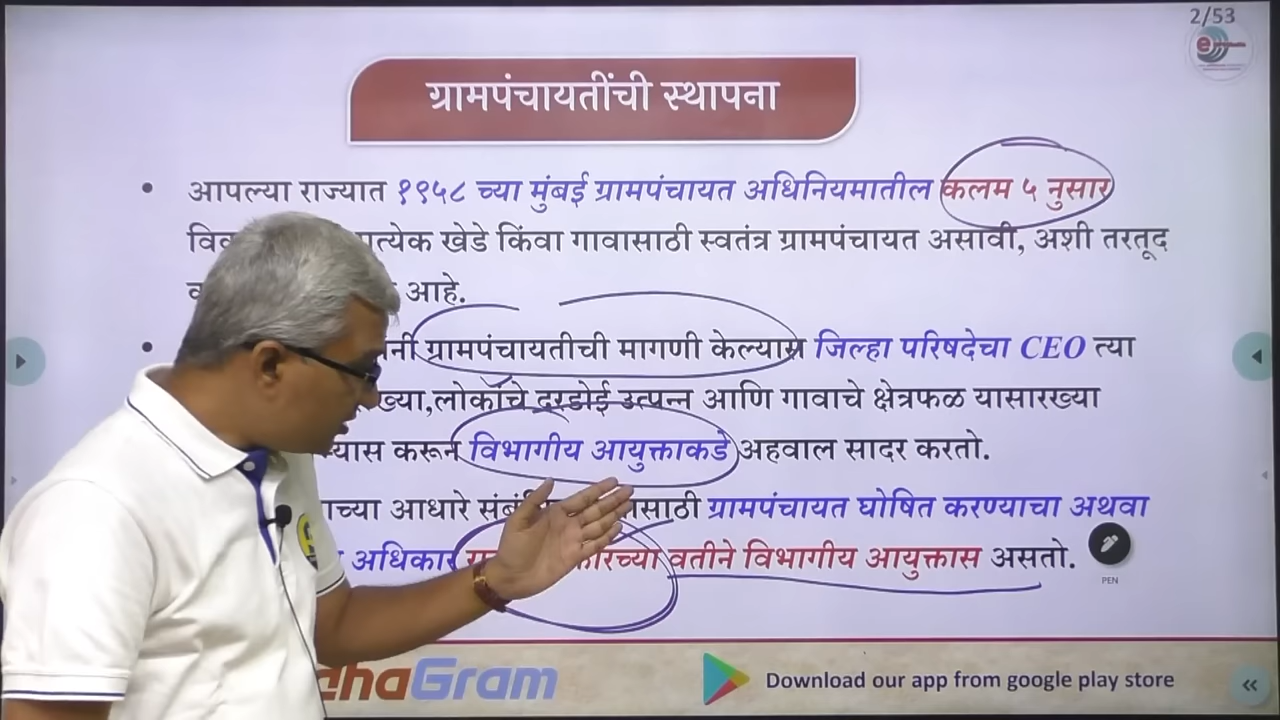 2/53
ग्रामपंचायतींची स्थापना
• आपल्या राज्यात १९५८ च्या मुंबई ग्रामपंचायत अधिनियमातील कलम ५ नुसार
खेडे किंवा गावासाठी स्वतंत्र ग्रामपंचायत असावी, अशी तरतूद
आहे.
• ग्रामपंचायतीची मागणी केल्यास जिल्हा परिषदेचा CEO त्या
लोकांचे दरडोई उत्पन्न आणि गावाचे क्षेत्रफळ यासारख्या
करून विभागीय आयुक्ताकडे अहवाल सादर करतो.
आधारे ग्रामपंचायत घोषित करण्याचा अथवा
अधिकार वतीने विभागीय आयुक्तास असतो.
PEN
Gram
Download our app from google play store